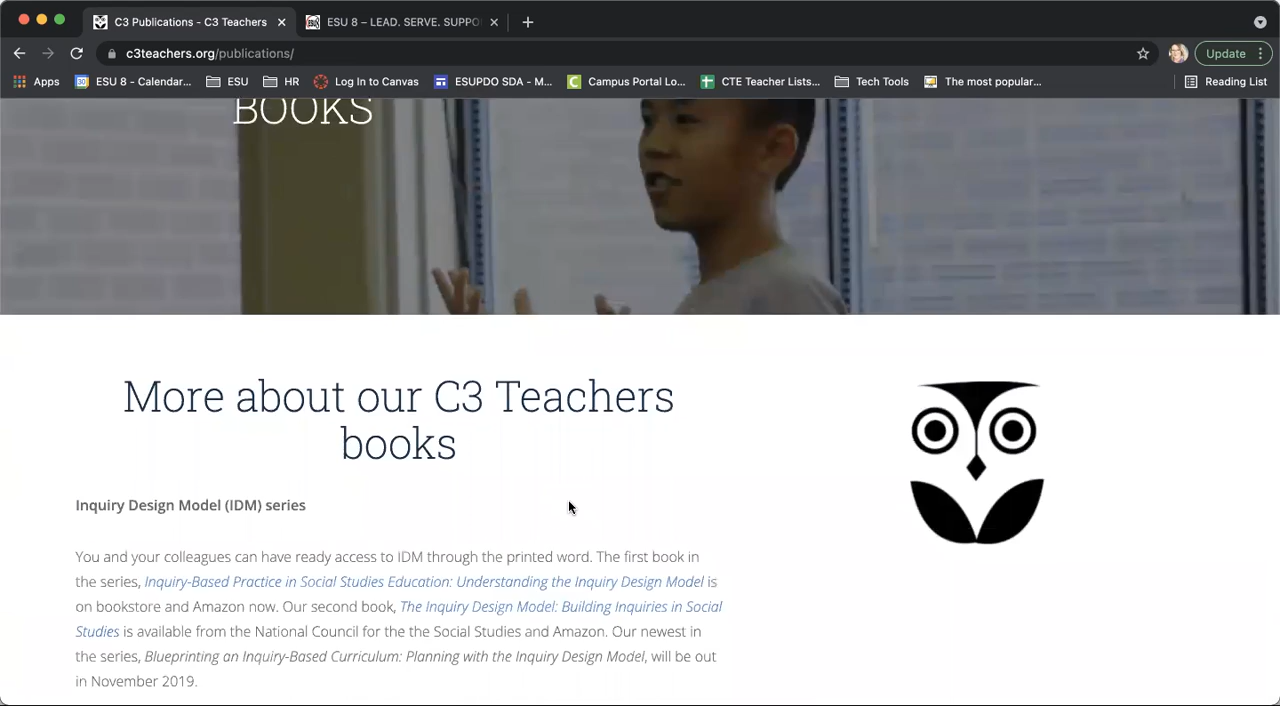 C3 Publications - C3 Teachers
ESU 8 – LEAD. SERVE. SUPPO
c3teachers.org/publications/
Update
Apps
ESU 8 - Calendar...
ESU
HR
Log In to Canvas
ESUPDO SDA - M...
Campus Portal Lo...
CTE Teacher Lists...
Tech Tools
The most popular...
Reading List
BOOKS
More about our C3 Teachers
books
Inquiry Design Model (IDM) series
You and your colleagues can have ready access to IDM through the printed word. The first book in
the series, Inquiry-Based Practice in Social Studies Education: Understanding the Inquiry Design Model is
on bookstore and Amazon now. Our second book, The Inquiry Design Model: Building Inquiries in Social
Studies is available from the National Council for the the Social Studies and Amazon. Our newest in
the series, Blueprinting an Inquiry-Based Curriculum: Planning with the Inquiry Design Model, will be out
in November 2019.